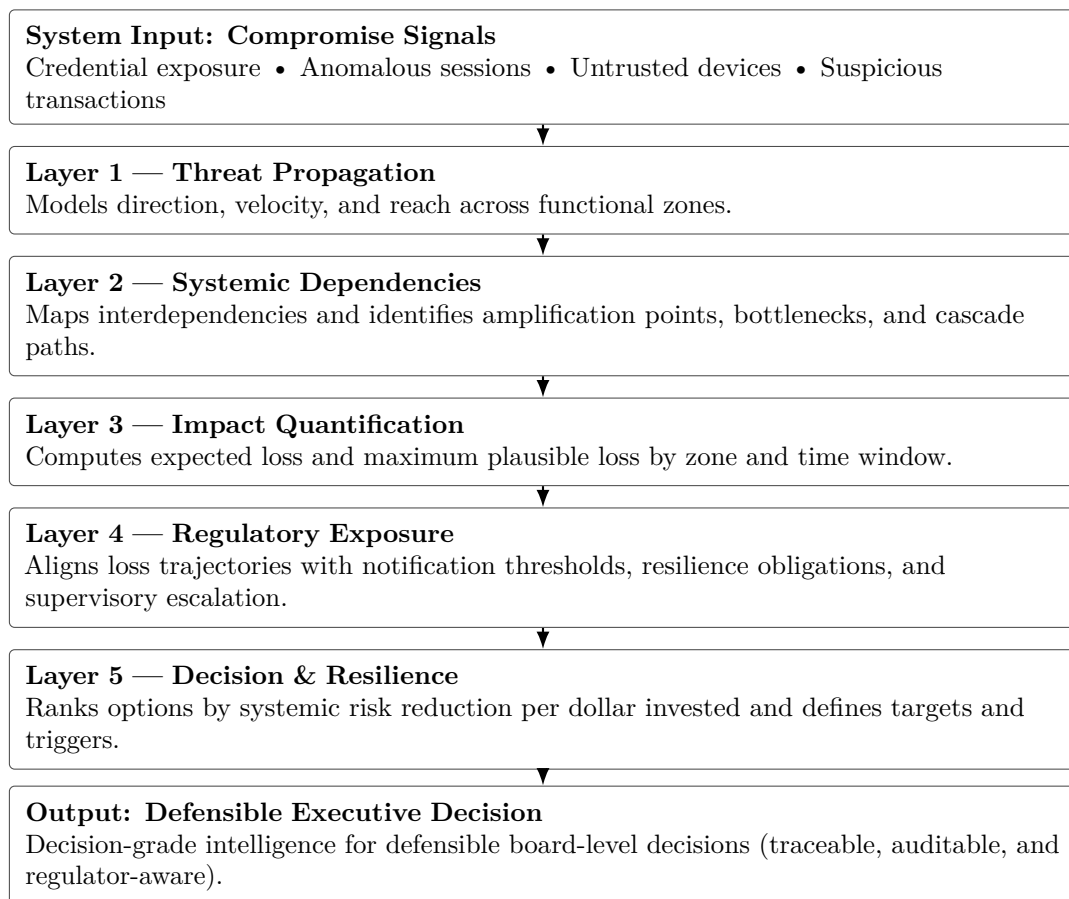 System Input: Compromise Signals
Credential exposure • Anomalous sessions • Untrusted devices • Suspicious
transactions
Layer 1 — Threat Propagation
Models direction, velocity, and reach across functional zones.
Layer 2 — Systemic Dependencies
Maps interdependencies and identifies amplification points, bottlenecks, and cascade
paths.
Layer 3 — Impact Quantification
Computes expected loss and maximum plausible loss by zone and time window.
Layer 4 — Regulatory Exposure
Aligns loss trajectories with notification thresholds, resilience obligations, and
supervisory escalation.
Layer 5 — Decision & Resilience
Ranks options by systemic risk reduction per dollar invested and defines targets and
triggers.
Output: Defensible Executive Decision
Decision-grade intelligence for defensible board-level decisions (traceable, auditable, and
regulator-aware).